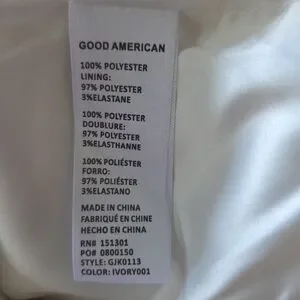 GOOD AMERICAN
100% POLYESTER
LINING:
97% POLYESTER
3%ELASTANE
100% POLYESTER
DOUBLURE:
97% POLYESTER
3%ELASTHANNE
100% POLIÉSTER
FORRO:
97% POLIÉSTER
3%ELASTANO
MADE IN CHINA
FABRIQUÉ EN CHINE
HECHO EN CHINA
RN# 151301
PO# 0800150
STYLE: GJK0113
COLOR: IVORY001